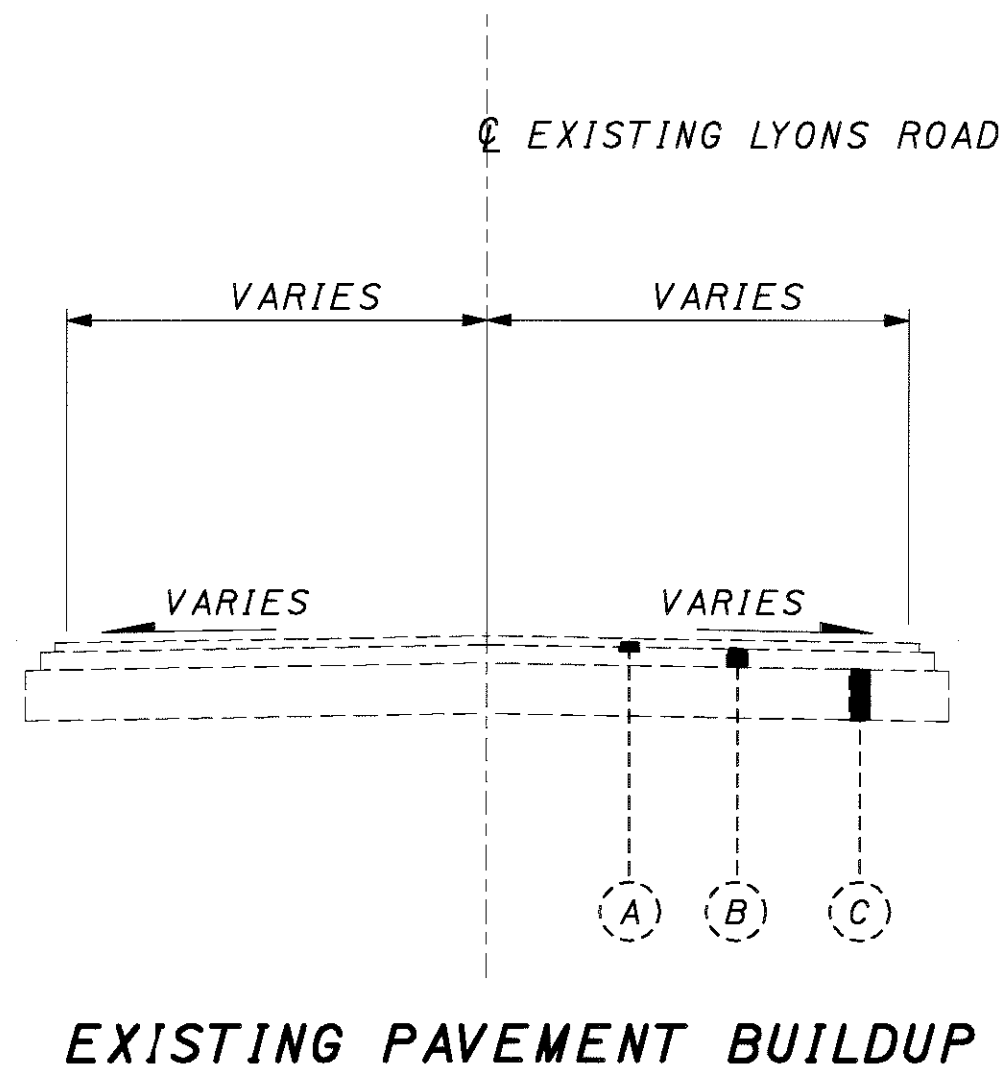 ℄ EXISTING LYONS ROAD
VARIES VARIES
VARIES VARIES
A B C
EXISTING PAVEMENT BUILDUP